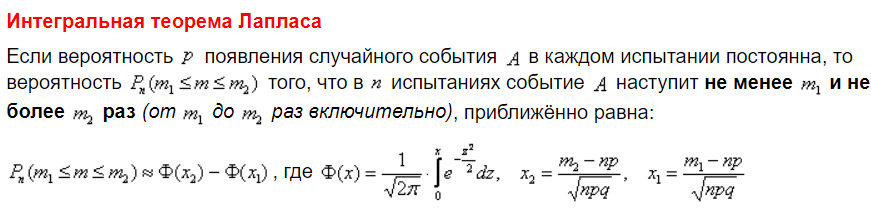 Интегральная теорема Лапласа
Если вероятность p появления случайного события A в каждом испытании постоянна, то
вероятность Pₙ(m₁ ≤ m ≤ m₂) того, что в n испытаниях событие A наступит не менее m₁ и не
более m₂ раз (от m₁ до m₂ раз включительно), приближённо равна:
Pₙ(m₁ ≤ m ≤ m₂) ≈ Φ(x₂) − Φ(x₁) , где Φ(x) = 1/√(2π) · ∫₀ˣ e^(−z²/2) dz, x₂ = (m₂ − np)/√(npq), x₁ = (m₁ − np)/√(npq)